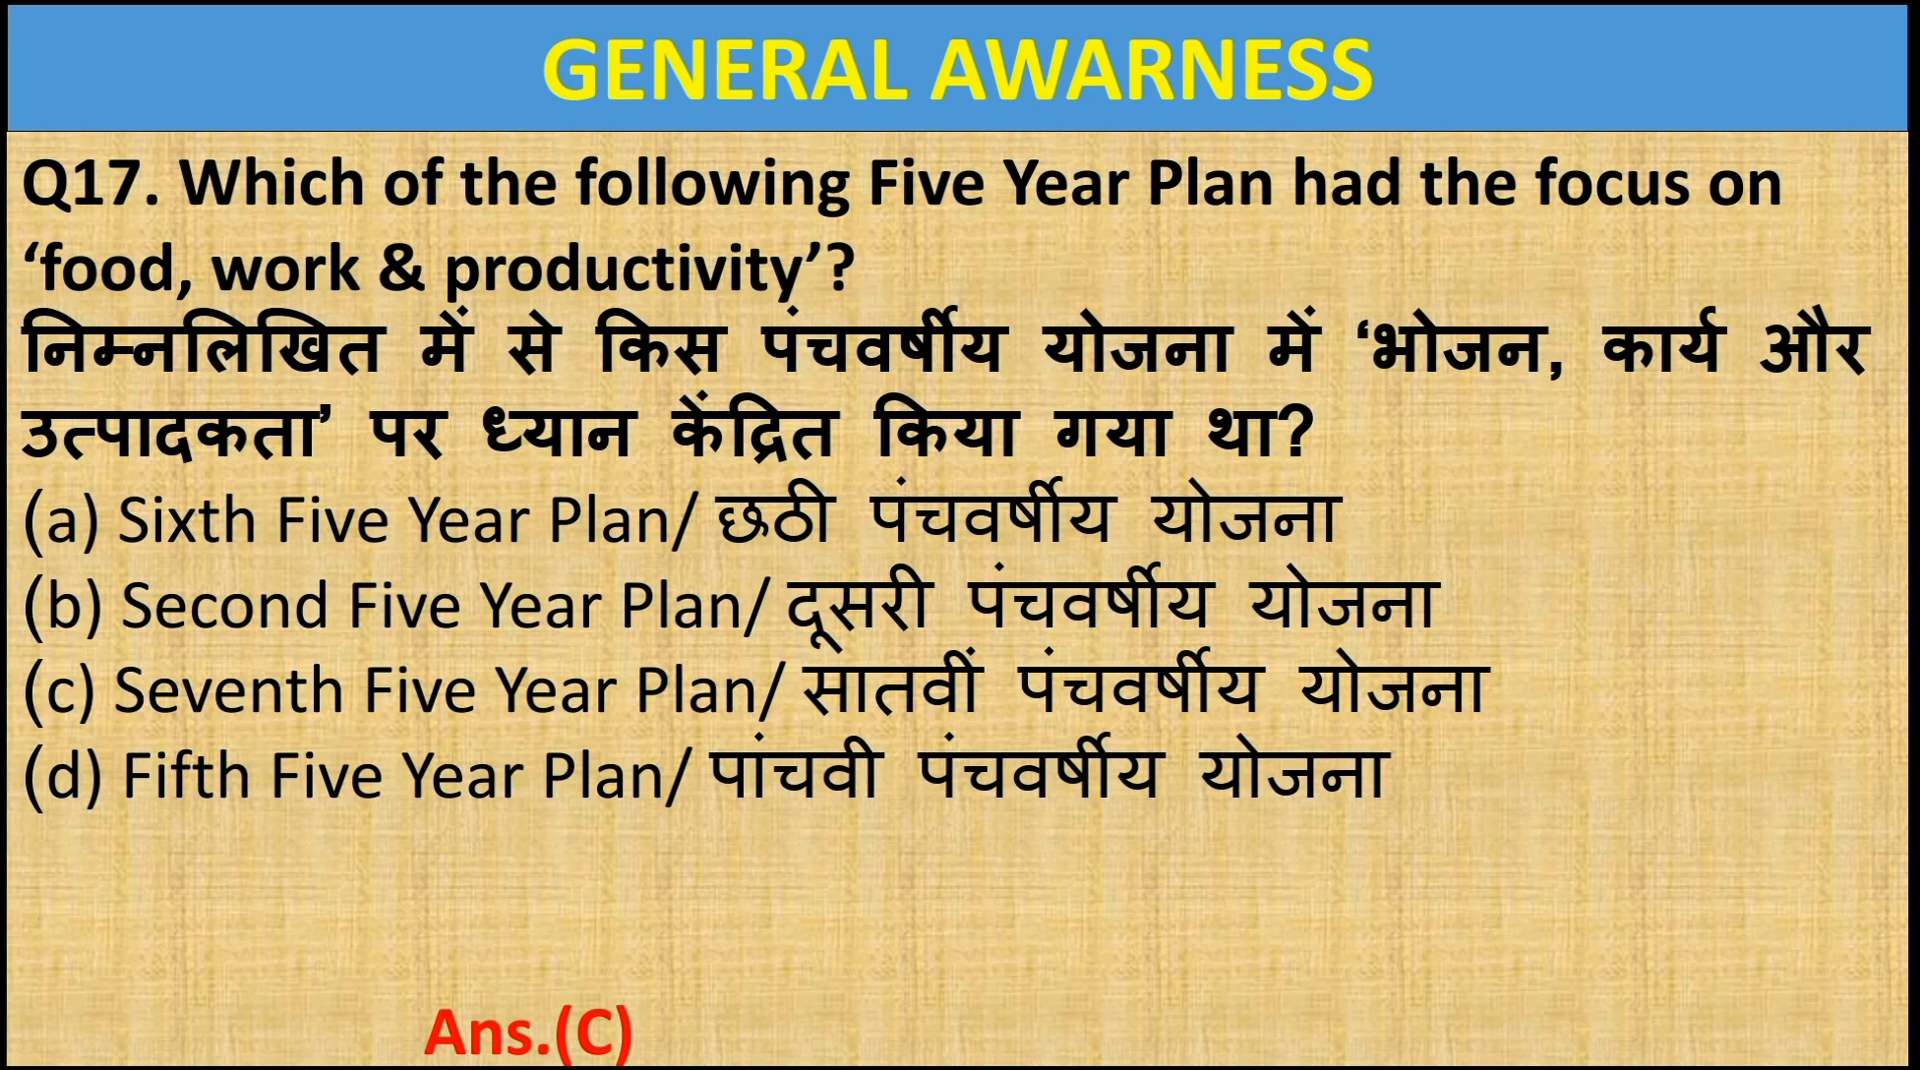 GENERAL AWARNESS
Q17. Which of the following Five Year Plan had the focus on
‘food, work & productivity’?
निम्नलिखित में से किस पंचवर्षीय योजना में ‘भोजन, कार्य और
उत्पादकता’ पर ध्यान केंद्रित किया गया था?
(a) Sixth Five Year Plan/ छठी पंचवर्षीय योजना
(b) Second Five Year Plan/ दूसरी पंचवर्षीय योजना
(c) Seventh Five Year Plan/ सातवीं पंचवर्षीय योजना
(d) Fifth Five Year Plan/ पांचवी पंचवर्षीय योजना
Ans.(C)